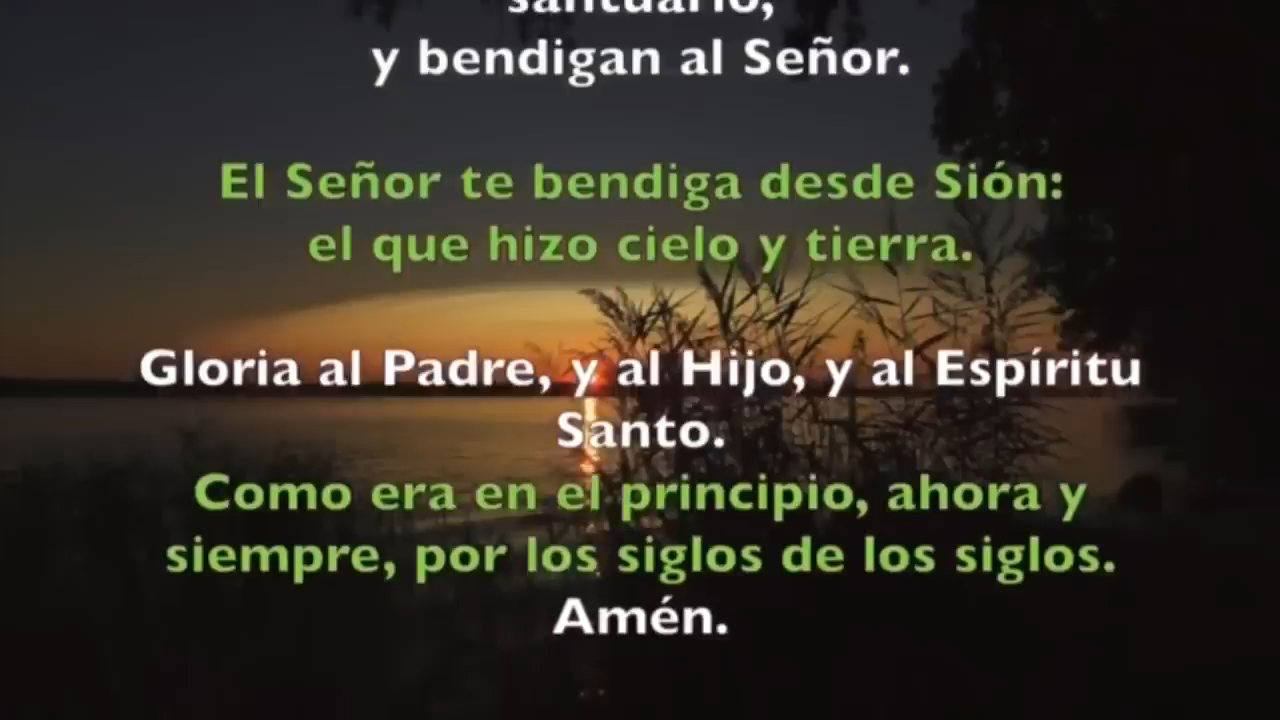 santuario,
y bendigan al Señor.
El Señor te bendiga desde Sión:
el que hizo cielo y tierra.
Gloria al Padre, y al Hijo, y al Espíritu
Santo.
Como era en el principio, ahora y
siempre, por los siglos de los siglos.
Amén.